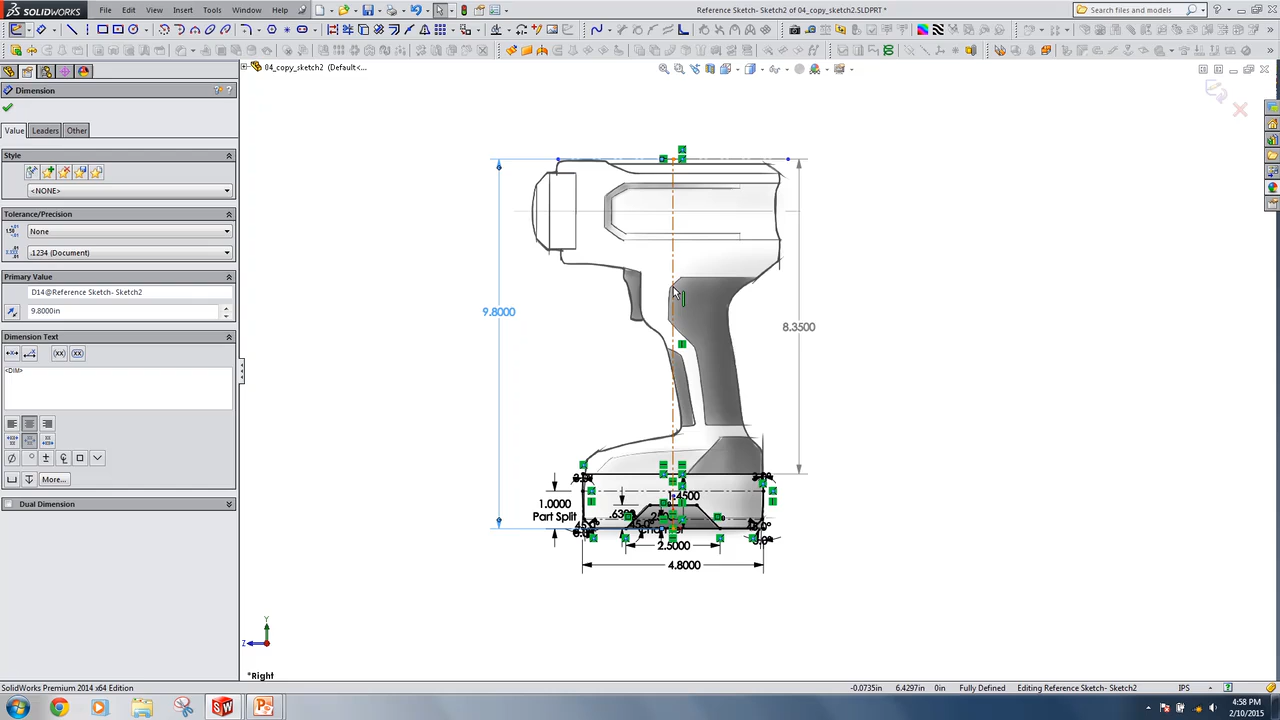 SOLIDWORKS
File Edit View Insert Tools Window Help
Reference Sketch- Sketch2 of 04_copy_sketch2.SLDPRT *
Search files and models
04_copy_sketch2 (Default<...
Dimension
Value Leaders Other
Style
<NONE>
Tolerance/Precision
None
.1234 (Document)
Primary Value
D14@Reference Sketch- Sketch2
9.8000in
Dimension Text
<DIM>
More...
Dual Dimension
9.8000
8.3500
1.4500
1.0000
Part Split
2.5000
4.8000
Y
Z
*Right
SolidWorks Premium 2014 x64 Edition
-0.0735in 6.4297in 0in Fully Defined Editing Reference Sketch- Sketch2 IPS
4:58 PM
2/10/2015